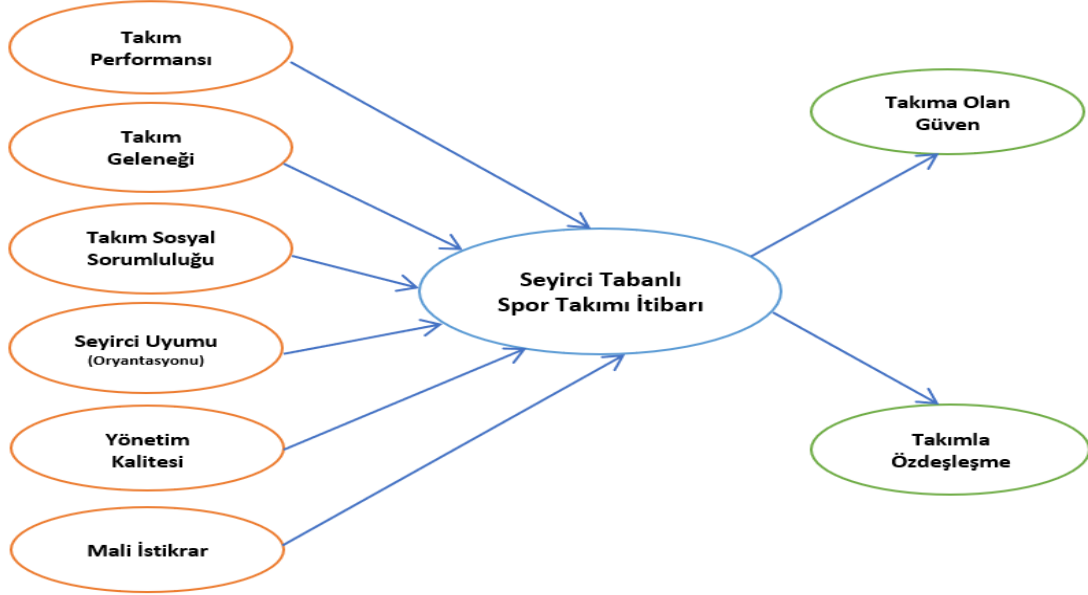 Takım
Performansı
Takım
Geleneği
Takım Sosyal
Sorumluluğu
Seyirci Uyumu
(Oryantasyonu)
Yönetim
Kalitesi
Mali İstikrar
Seyirci Tabanlı
Spor Takımı İtibarı
Takıma Olan
Güven
Takımla
Özdeşleşme